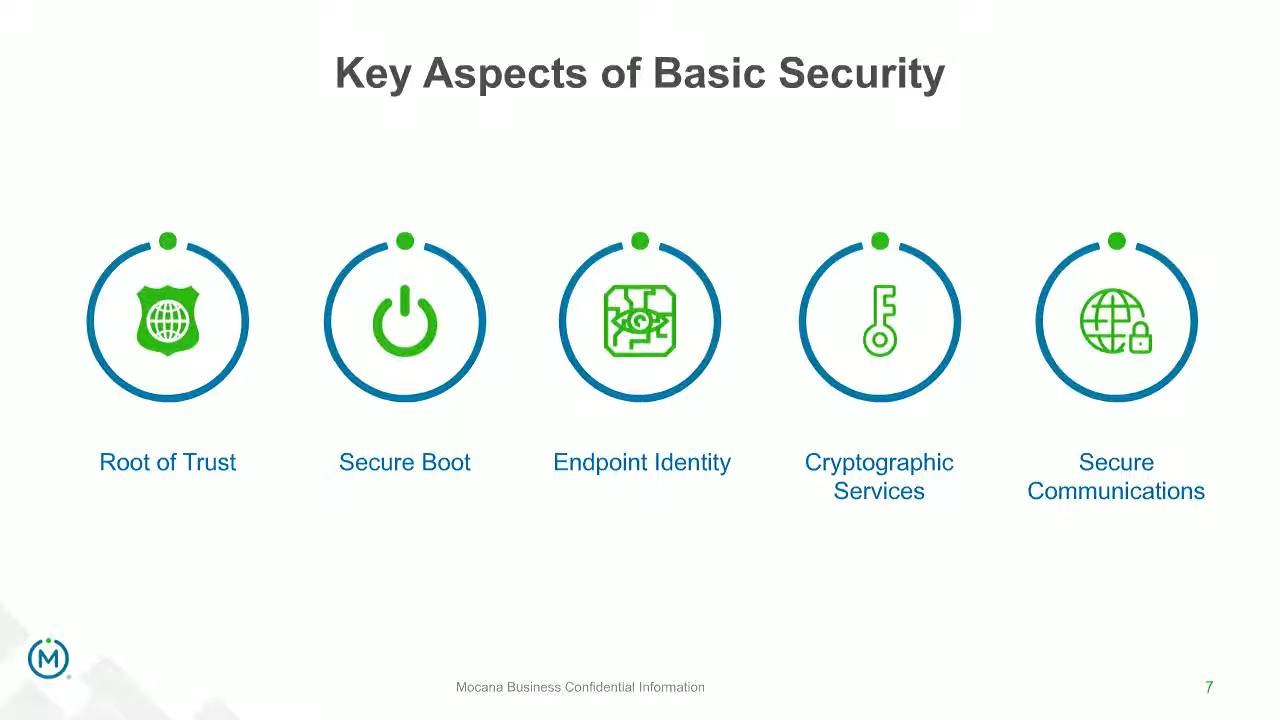 Key Aspects of Basic Security
Root of Trust
Secure Boot
Endpoint Identity
Cryptographic
Services
Secure
Communications
M
Mocana Business Confidential Information
7